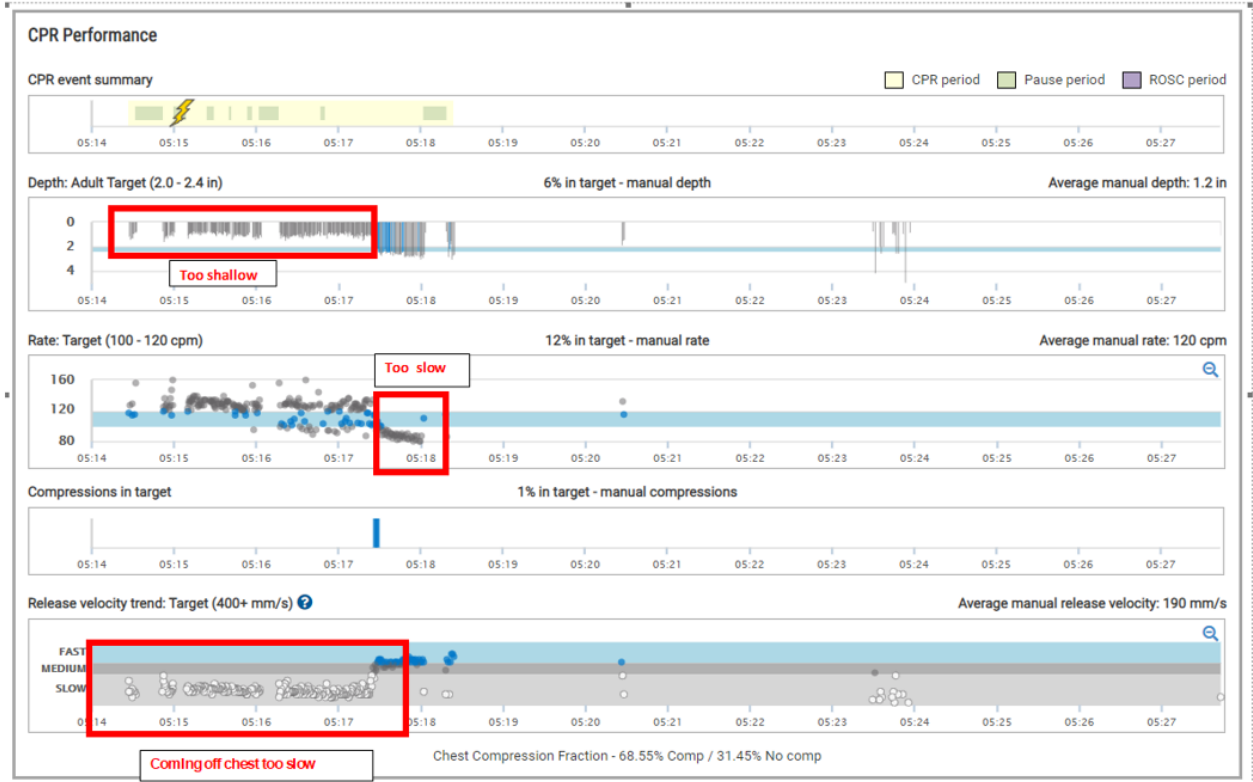 CPR Performance
CPR event summary CPR period Pause period ROSC period
05:14 05:15 05:16 05:17 05:18 05:19 05:20 05:21 05:22 05:23 05:24 05:25 05:26 05:27
Depth: Adult Target (2.0 - 2.4 in) 6% in target - manual depth Average manual depth: 1.2 in
0
2
4
Too shallow
05:14 05:15 05:16 05:17 05:18 05:19 05:20 05:21 05:22 05:23 05:24 05:25 05:26 05:27
Rate: Target (100 - 120 cpm) 12% in target - manual rate Average manual rate: 120 cpm
Too slow
160
120
80
05:14 05:15 05:16 05:17 05:18 05:19 05:20 05:21 05:22 05:23 05:24 05:25 05:26 05:27
Compressions in target 1% in target - manual compressions
05:14 05:15 05:16 05:17 05:18 05:19 05:20 05:21 05:22 05:23 05:24 05:25 05:26 05:27
Release velocity trend: Target (400+ mm/s) ? Average manual release velocity: 190 mm/s
FAST
MEDIUM
SLOW
05:14 05:15 05:16 05:17 05:18 05:19 05:20 05:21 05:22 05:23 05:24 05:25 05:26 05:27
Chest Compression Fraction - 68.55% Comp / 31.45% No comp
Coming off chest too slow